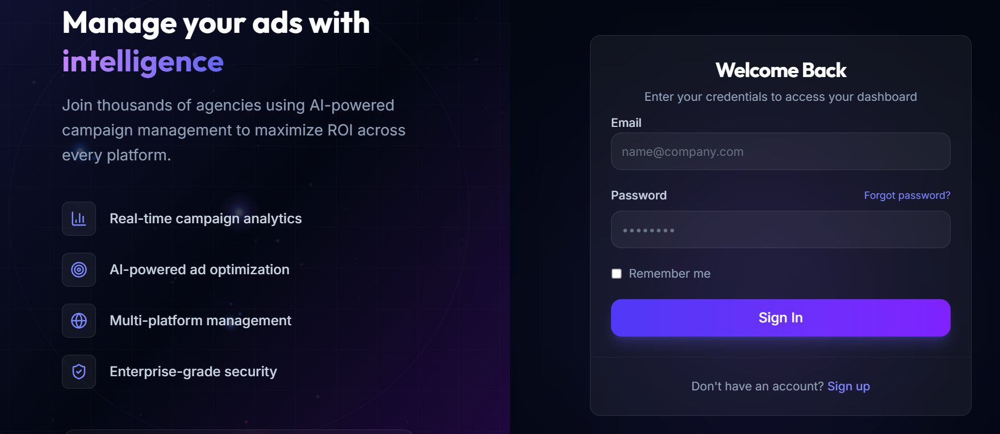 Manage your ads with
intelligence
Join thousands of agencies using AI-powered
campaign management to maximize ROI across
every platform.
Real-time campaign analytics
AI-powered ad optimization
Multi-platform management
Enterprise-grade security
Welcome Back
Enter your credentials to access your dashboard
Email
name@company.com
Password
Forgot password?
••••••••
Remember me
Sign In
Don't have an account? Sign up